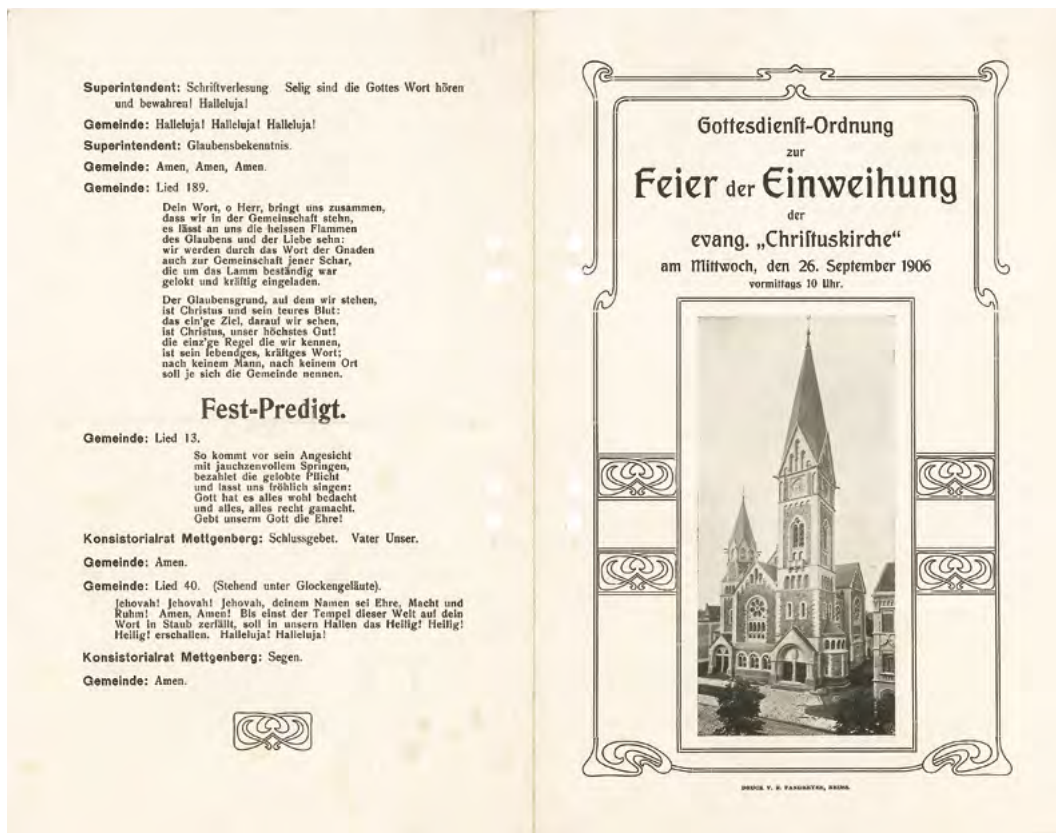 Superintendent: Schriftverlesung Selig sind die Gottes Wort hören
und bewahren! Halleluja!
Gemeinde: Halleluja! Halleluja! Halleluja!
Superintendent: Glaubensbekenntnis.
Gemeinde: Amen, Amen, Amen.
Gemeinde: Lied 189.
Dein Wort, o Herr, bringt uns zusammen,
dass wir in der Gemeinschaft stehn,
es lässt an uns die heissen Flammen
des Glaubens und der Liebe sehn:
wir werden durch das Wort der Gnaden
auch zur Gemeinschaft jener Schar,
die um das Lamm beständig war
gelokt und kräftig eingeladen.
Der Glaubensgrund, auf dem wir stehen,
ist Christus und sein teures Blut:
das ein'ge Ziel, darauf wir sehen,
ist Christus, unser höchstes Gut!
die einz'ge Regel die wir kennen,
ist sein lebendges, kräftges Wort;
nach keinem Mann, nach keinem Ort
soll je sich die Gemeinde nennen.
Fest-Predigt.
Gemeinde: Lied 13.
So kommt vor sein Angesicht
mit jauchzenvollem Springen,
bezahlet die gelobte Pflicht
und lasst uns fröhlich singen:
Gott hat es alles wohl bedacht
und alles, alles recht gamacht.
Gebt unserm Gott die Ehre!
Konsistorialrat Mettgenberg: Schlussgebet. Vater Unser.
Gemeinde: Amen.
Gemeinde: Lied 40. (Stehend unter Glockengeläute).
Jehovah! Jehovah! Jehovah, deinem Namen sei Ehre, Macht und
Ruhm! Amen, Amen! Bis einst der Tempel dieser Welt auf dein
Wort in Staub zerfällt, soll in unsern Hallen das Heilig! Heilig!
Heilig! erschallen. Halleluja! Halleluja!
Konsistorialrat Mettgenberg: Segen.
Gemeinde: Amen.
Gottesdienst-Ordnung
zur
Feier der Einweihung
der
evang. „Christuskirche“
am Mittwoch, den 26. September 1906
vormittags 10 Uhr.
DRUCK V. E.